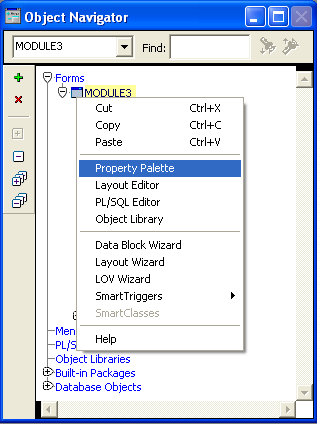 Object Navigator
MODULE3 Find:
Forms
MODULE3
Cut Ctrl+X
Copy Ctrl+C
Paste Ctrl+V
Property Palette
Layout Editor
PL/SQL Editor
Object Library
Data Block Wizard
Layout Wizard
LOV Wizard
SmartTriggers
SmartClasses
Help
Men
PL/S
Object Libraries
Built-in Packages
Database Objects